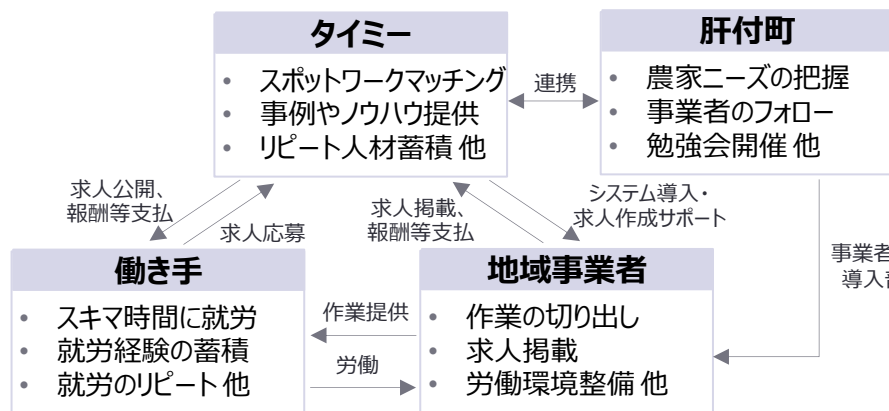 タイミー
• スポットワークマッチング
• 事例やノウハウ提供
• リピート人材蓄積 他
連携
肝付町
• 農家ニーズの把握
• 事業者のフォロー
• 勉強会開催 他
求人公開、
報酬等支払
求人応募
求人掲載、
報酬等支払
システム導入・
求人作成サポート
事業者
導入
働き手
• スキマ時間に就労
• 就労経験の蓄積
• 就労のリピート 他
作業提供
労働
地域事業者
• 作業の切り出し
• 求人掲載
• 労働環境整備 他